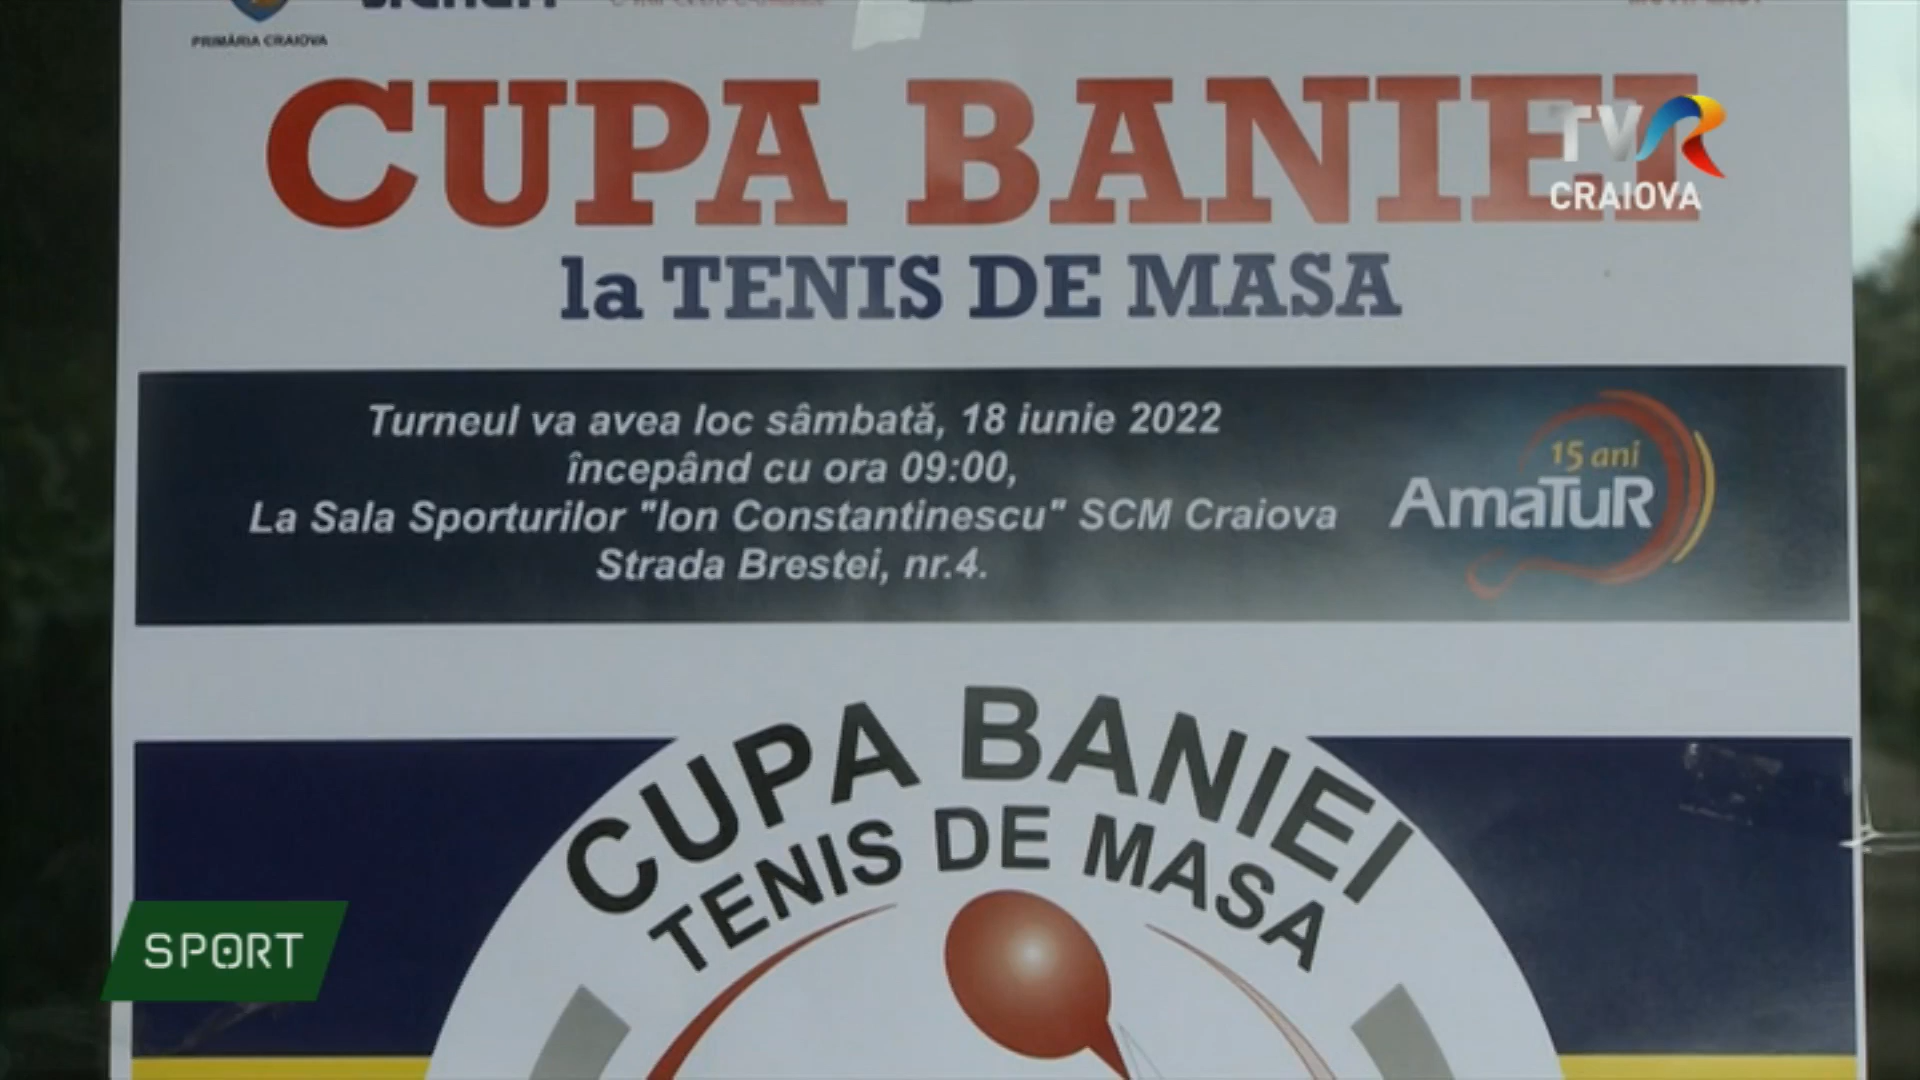 PRIMĂRIA CRAIOVA
CUPA BANIEI
TVR
CRAIOVA
la TENIS DE MASA
Turneul va avea loc sâmbată, 18 iunie 2022
începând cu ora 09:00,
La Sala Sporturilor "Ion Constantinescu" SCM Craiova
Strada Brestei, nr.4.
15 ani
AmaTuR
CUPA BANIEI
TENIS DE MASA
SPORT